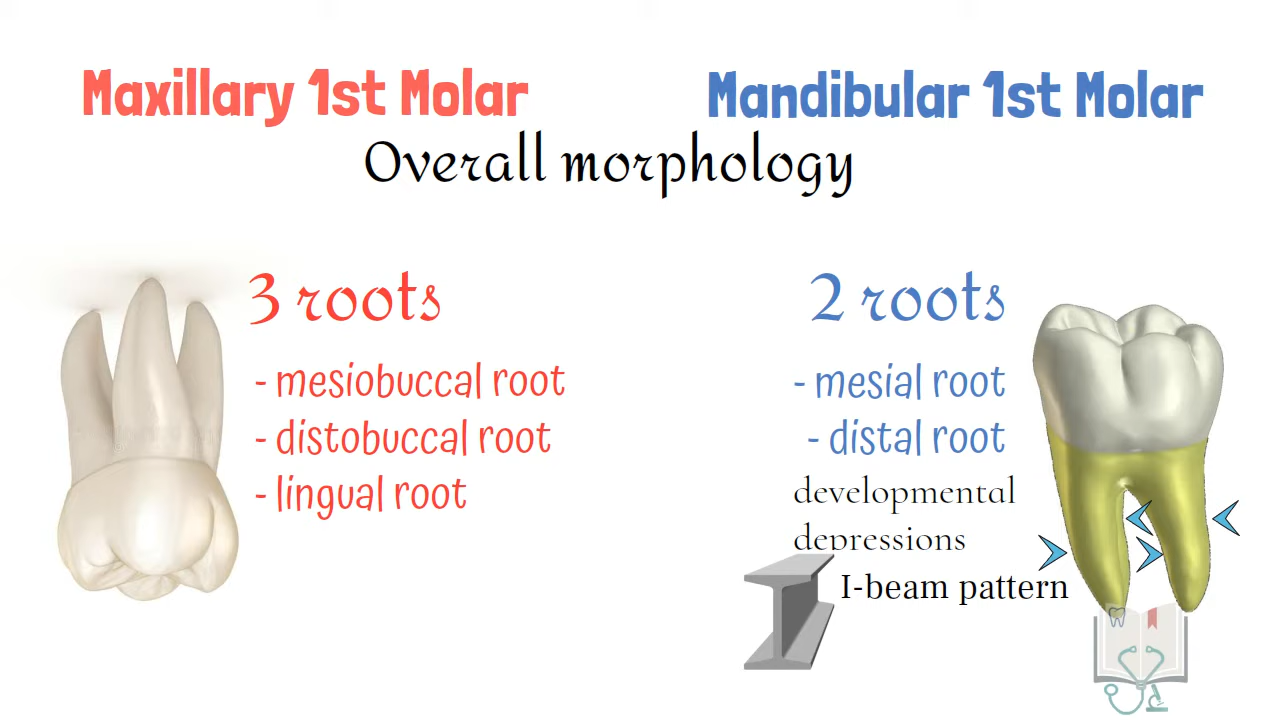 Maxillary 1st Molar
Mandibular 1st Molar
Overall morphology
3 roots
- mesiobuccal root
- distobuccal root
- lingual root
2 roots
- mesial root
- distal root
developmental
depressions
I-beam pattern